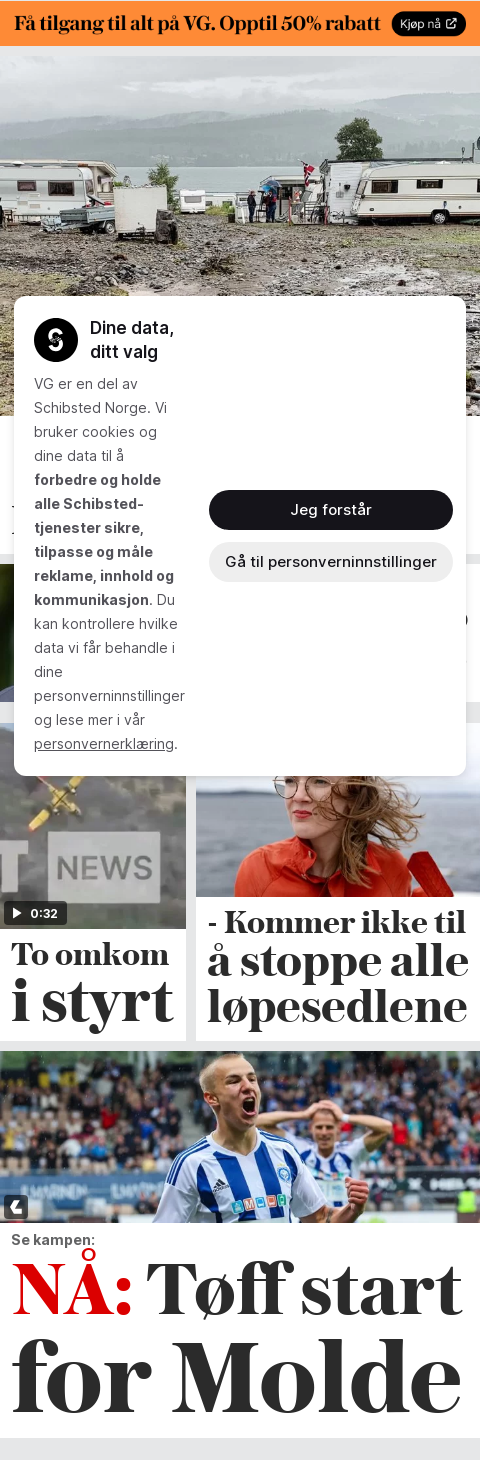 Få tilgang til alt på VG. Opptil 50% rabatt
Kjøp nå
Dine data,
ditt valg
VG er en del av
Schibsted Norge. Vi
bruker cookies og
dine data til å
forbedre og holde
alle Schibsted-
tjenester sikre,
tilpasse og måle
reklame, innhold og
kommunikasjon. Du
kan kontrollere hvilke
data vi får behandle i
dine
personverninnstillinger
og lese mer i vår
personvernerklæring.
Jeg forstår
Gå til personverninnstillinger
T NEWS
0:32
To omkom
i styrt
- Kommer ikke til
å stoppe alle
løpesedlene
Se kampen:
NÅ: Tøff start
for Molde